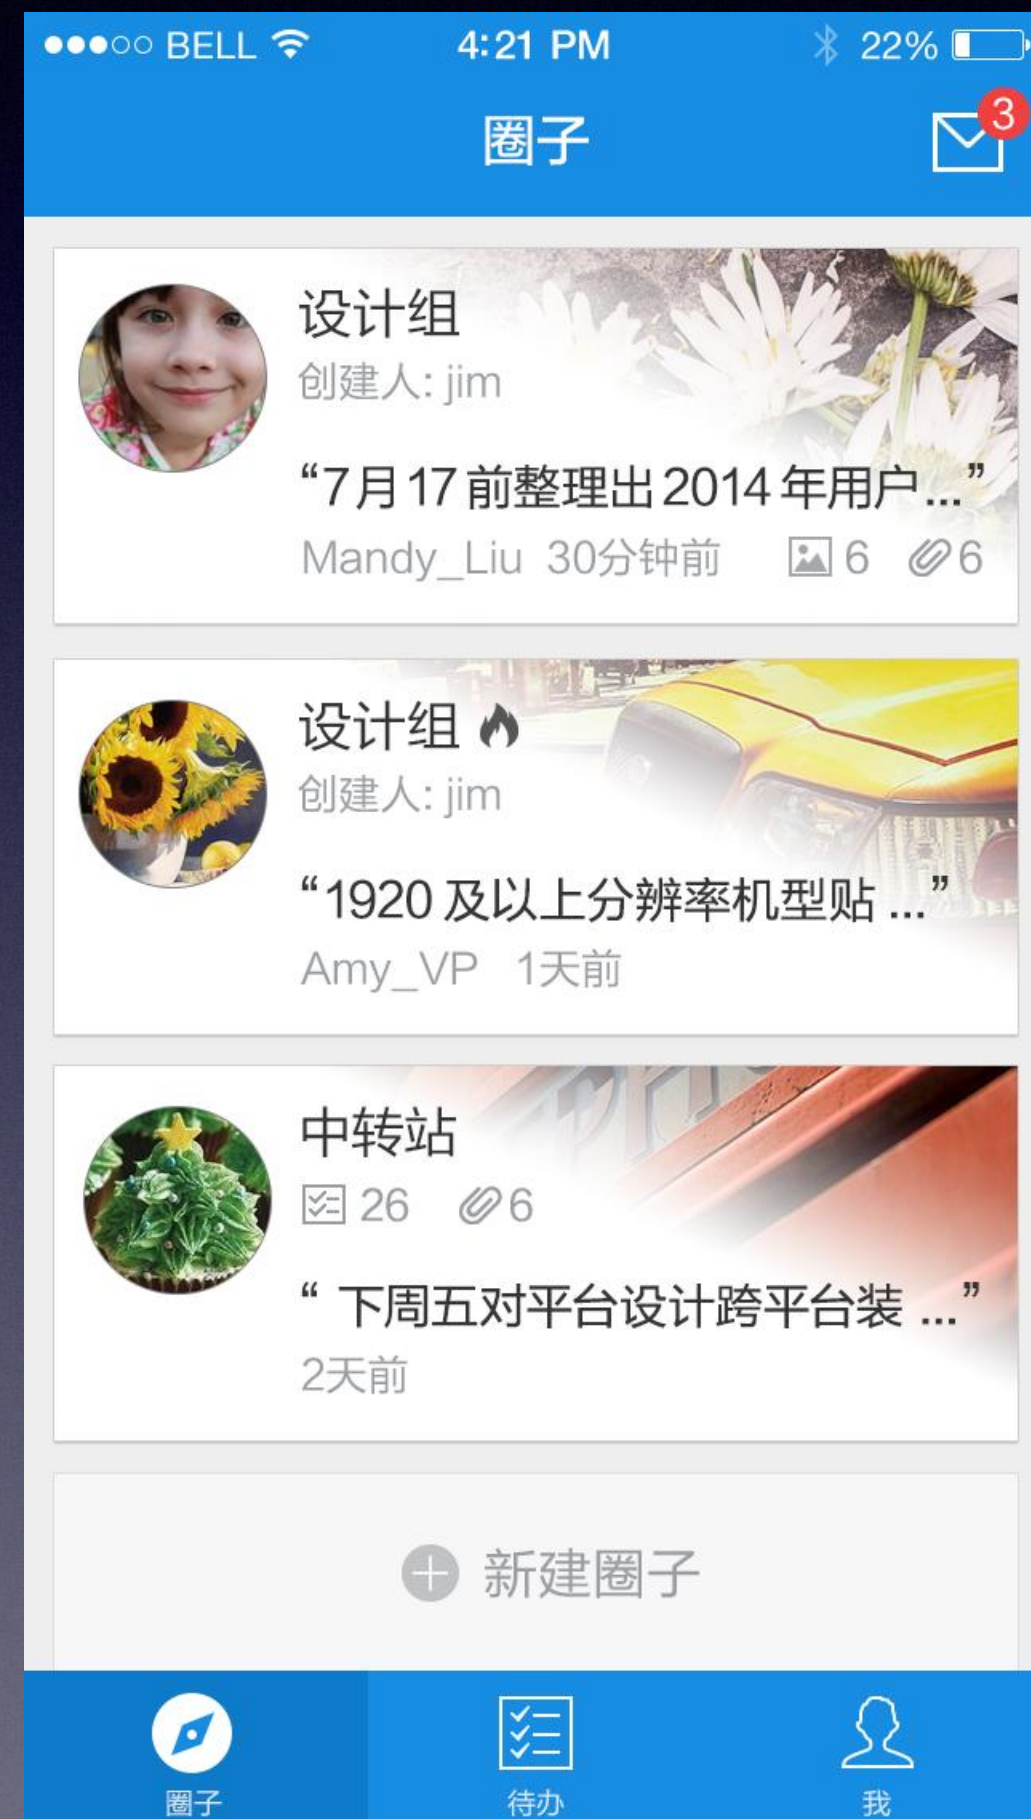 BELL 4:21 PM 22%
圈子 3
设计组
创建人: jim
“7月17前整理出2014年用户...”
Mandy_Liu 30分钟前 6 6
设计组
创建人: jim
“1920及以上分辨率机型贴 ...”
Amy_VP 1天前
中转站
26 6
“ 下周五对平台设计跨平台装 ...”
2天前
新建圈子
圈子 待办 我